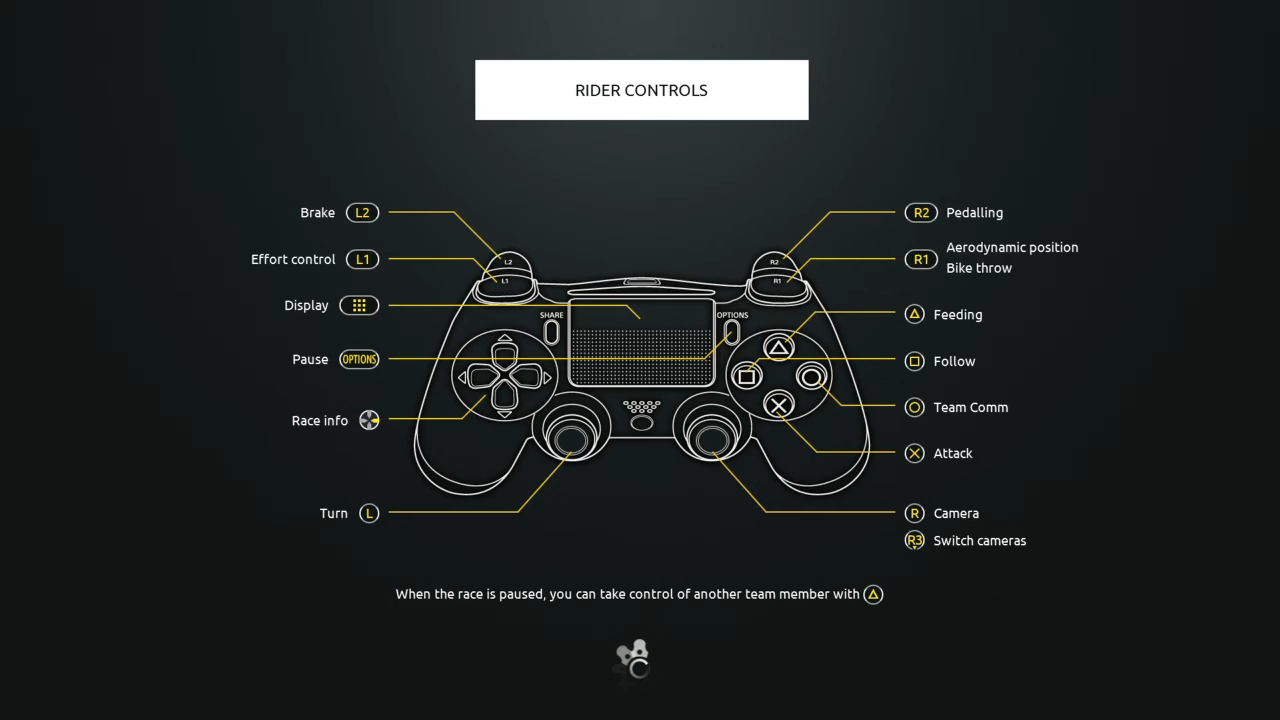 RIDER CONTROLS
Brake L2
R2 Pedalling
Effort control L1
R1 Aerodynamic position
Bike throw
L2
R2
L1
R1
Display
SHARE
OPTIONS
Feeding
Pause OPTIONS
Follow
Team Comm
Race info
Attack
Turn L
R Camera
R3 Switch cameras
When the race is paused, you can take control of another team member with